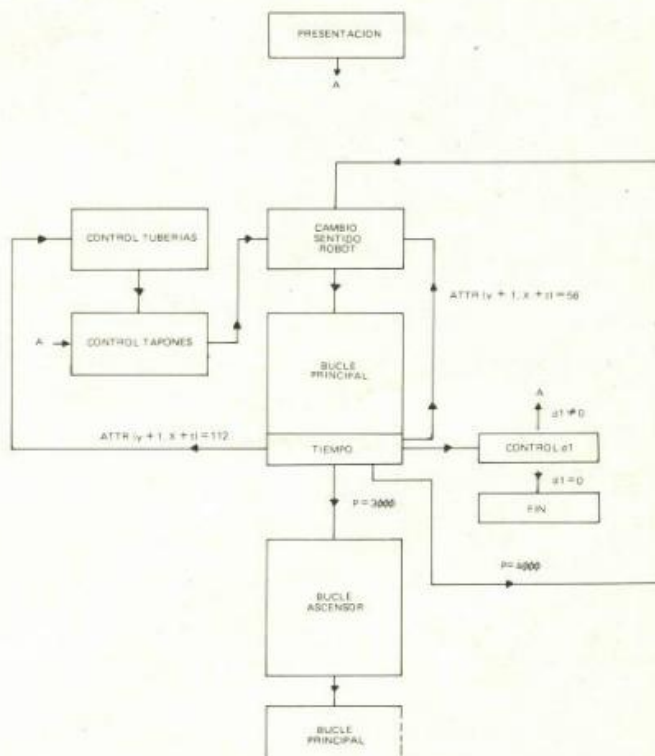 PRESENTACION
A
CONTROL TUBERIAS
CAMBIO
SENTIDO
ROBOT
ATTR (y + 1, X + t) = 56
A
CONTROL TAPONES
BUCLE
PRINCIPAL
A
d1 ≠ 0
ATTR (y + 1, X + t) = 112
TIEMPO
CONTROL d1
d1 = 0
FIN
P = 3000
P = 4000
BUCLE
ASCENSOR
BUCLE
PRINCIPAL